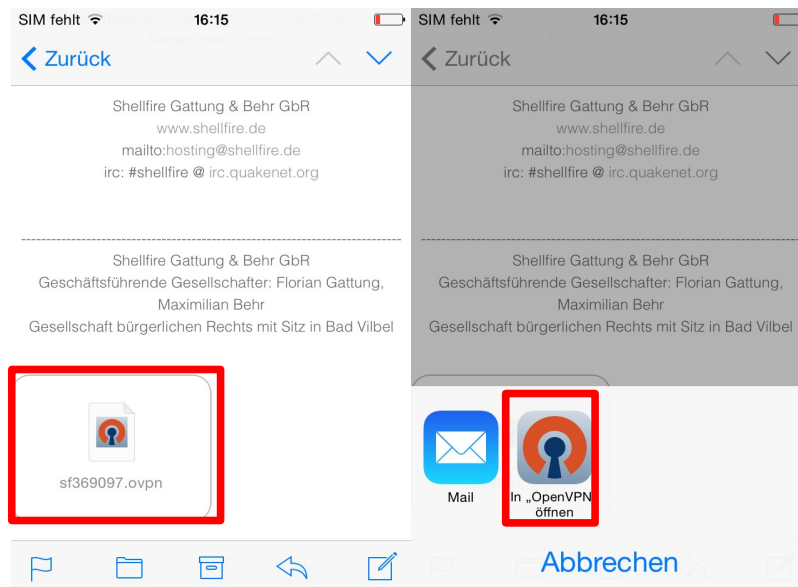 SIM fehlt
16:15
Zurück
Shellfire Gattung & Behr GbR
www.shellfire.de
mailto:hosting@shellfire.de
irc: #shellfire @ irc.quakenet.org
Shellfire Gattung & Behr GbR
Geschäftsführende Gesellschafter: Florian Gattung,
Maximilian Behr
Gesellschaft bürgerlichen Rechts mit Sitz in Bad Vilbel
sf369097.ovpn
SIM fehlt
16:15
Zurück
Shellfire Gattung & Behr GbR
www.shellfire.de
mailto:hosting@shellfire.de
irc: #shellfire @ irc.quakenet.org
Shellfire Gattung & Behr GbR
Geschäftsführende Gesellschafter: Florian Gattung,
Maximilian Behr
Gesellschaft bürgerlichen Rechts mit Sitz in Bad Vilbel
Mail
In „OpenVPN
öffnen
Abbrechen